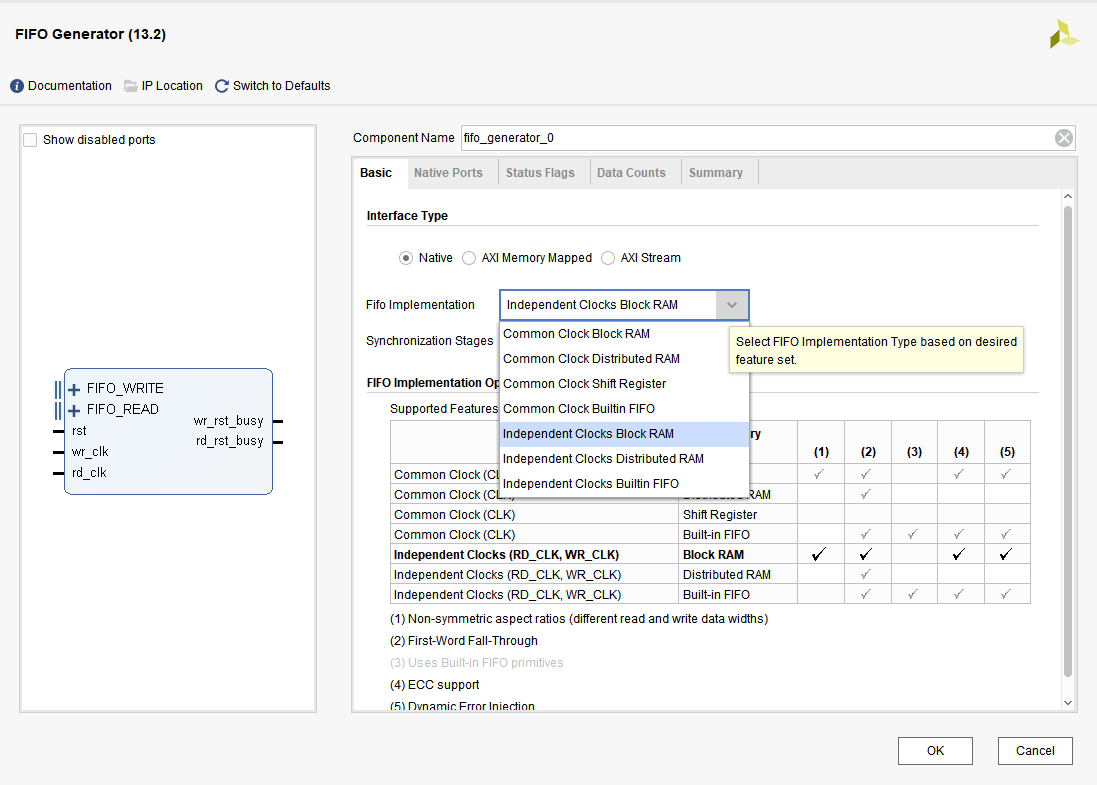 FIFO Generator (13.2)
Documentation IP Location Switch to Defaults
Show disabled ports
FIFO_WRITE
FIFO_READ
rst
wr_clk
rd_clk
wr_rst_busy
rd_rst_busy
Component Name fifo_generator_0
Basic Native Ports Status Flags Data Counts Summary
Interface Type
Native AXI Memory Mapped AXI Stream
Fifo Implementation Independent Clocks Block RAM
Common Clock Block RAM
Common Clock Distributed RAM
Common Clock Shift Register
Common Clock Builtin FIFO
Independent Clocks Block RAM
Independent Clocks Distributed RAM
Independent Clocks Builtin FIFO
Select FIFO Implementation Type based on desired
feature set.
Synchronization Stages
FIFO Implementation Op
Supported Features
ry (1) (2) (3) (4) (5)
Common Clock (CL ✓ ✓ ✓ ✓
Common Clock (CLK) Distributed RAM ✓
Common Clock (CLK) Shift Register
Common Clock (CLK) Built-in FIFO ✓ ✓ ✓ ✓
Independent Clocks (RD_CLK, WR_CLK) Block RAM ✓ ✓ ✓ ✓
Independent Clocks (RD_CLK, WR_CLK) Distributed RAM ✓
Independent Clocks (RD_CLK, WR_CLK) Built-in FIFO ✓ ✓ ✓ ✓
(1) Non-symmetric aspect ratios (different read and write data widths)
(2) First-Word Fall-Through
(3) Uses Built-in FIFO primitives
(4) ECC support
(5) Dynamic Error Injection
OK Cancel